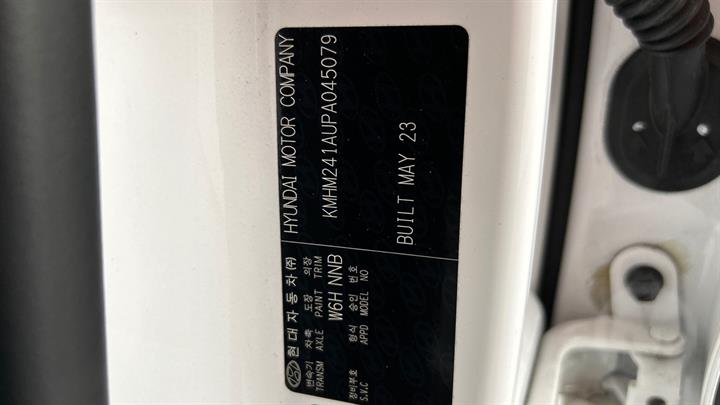 현대자동차(주) HYUNDAI MOTOR COMPANY
변속기 차축 도장 외장
TRANSM AXLE PAINT TRIM
W6H NNB KMHM241AUPA045079
정비부호 형식 승인 번호
S.V.C APPD MODEL NO
BUILT MAY 23